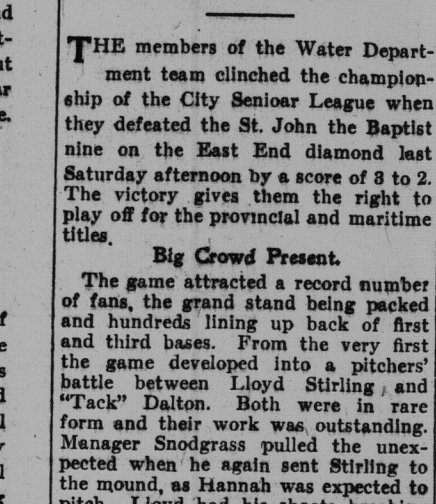 THE members of the Water Depart-
ment team clinched the champion-
ship of the City Senioar League when
they defeated the St. John the Baptist
nine on the East End diamond last
Saturday afternoon by a score of 3 to 2.
The victory gives them the right to
play off for the provincial and maritime
titles.
Big Crowd Present.
The game attracted a record number
of fans, the grand stand being packed
and hundreds lining up back of first
and third bases. From the very first
the game developed into a pitchers'
battle between Lloyd Stirling and
"Tack" Dalton. Both were in rare
form and their work was outstanding.
Manager Snodgrass pulled the unex-
pected when he again sent Stirling to
the mound, as Hannah was expected to
pitch. Lloyd had his